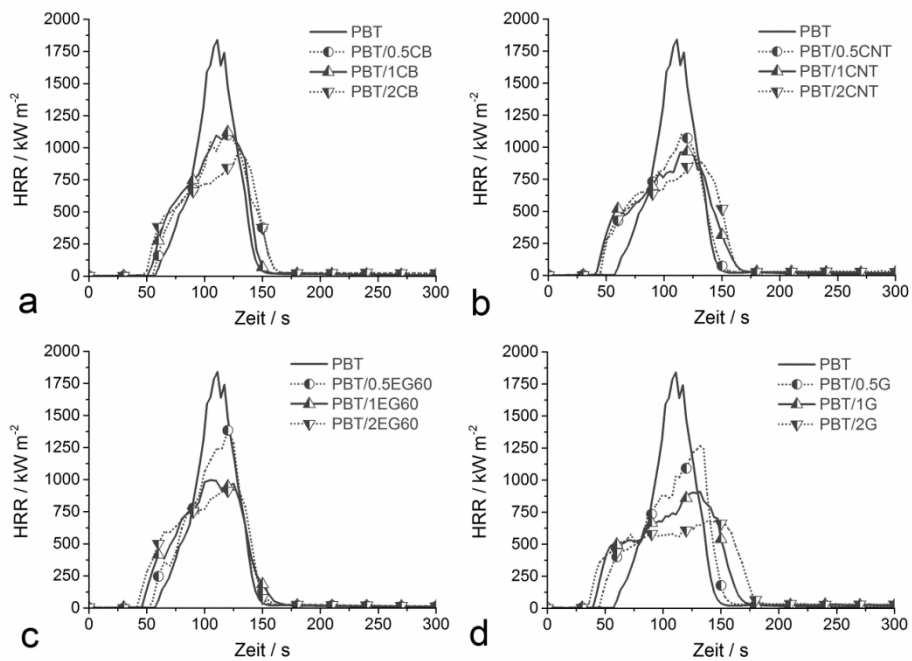 2000
1750
1500
1250
1000
750
500
250
0
HRR / kW m-2
PBT
PBT/0.5CB
PBT/1CB
PBT/2CB
0 50 100 150 200 250 300
Zeit / s
a
2000
1750
1500
1250
1000
750
500
250
0
HRR / kW m-2
PBT
PBT/0.5CNT
PBT/1CNT
PBT/2CNT
0 50 100 150 200 250 300
Zeit / s
b
2000
1750
1500
1250
1000
750
500
250
0
HRR / kW m-2
PBT
PBT/0.5EG60
PBT/1EG60
PBT/2EG60
0 50 100 150 200 250 300
Zeit / s
c
2000
1750
1500
1250
1000
750
500
250
0
HRR / kW m-2
PBT
PBT/0.5G
PBT/1G
PBT/2G
0 50 100 150 200 250 300
Zeit / s
d